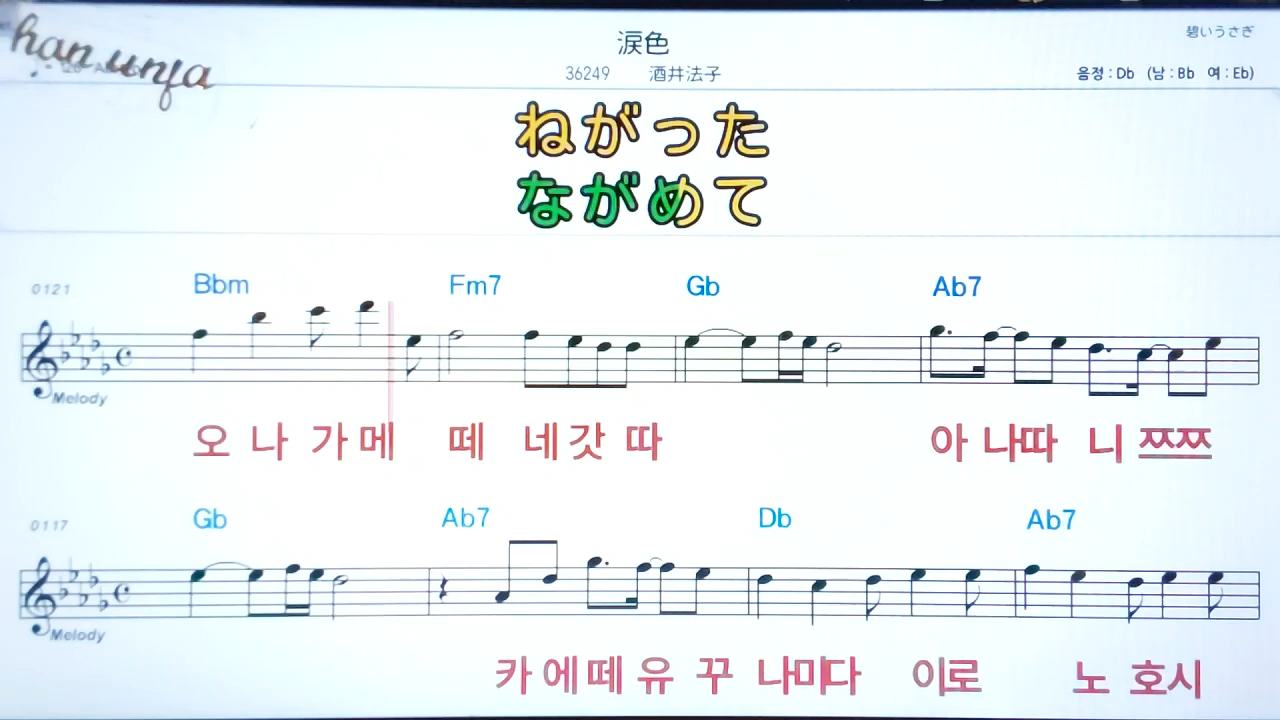 han unja
涙色
碧いうさぎ
36249 酒井法子
음정 : Db (남 : Bb 여 : Eb)
ねがった
ながめて
0121
Bbm Fm7 Gb Ab7
Melody
오 나 가 메 떼 네 갓 따 아 나 따 니 쯔 쯔
0117
Gb Ab7 Db Ab7
Melody
카 에 떼 유 꾸 나 미 다 이 로 노 호 시